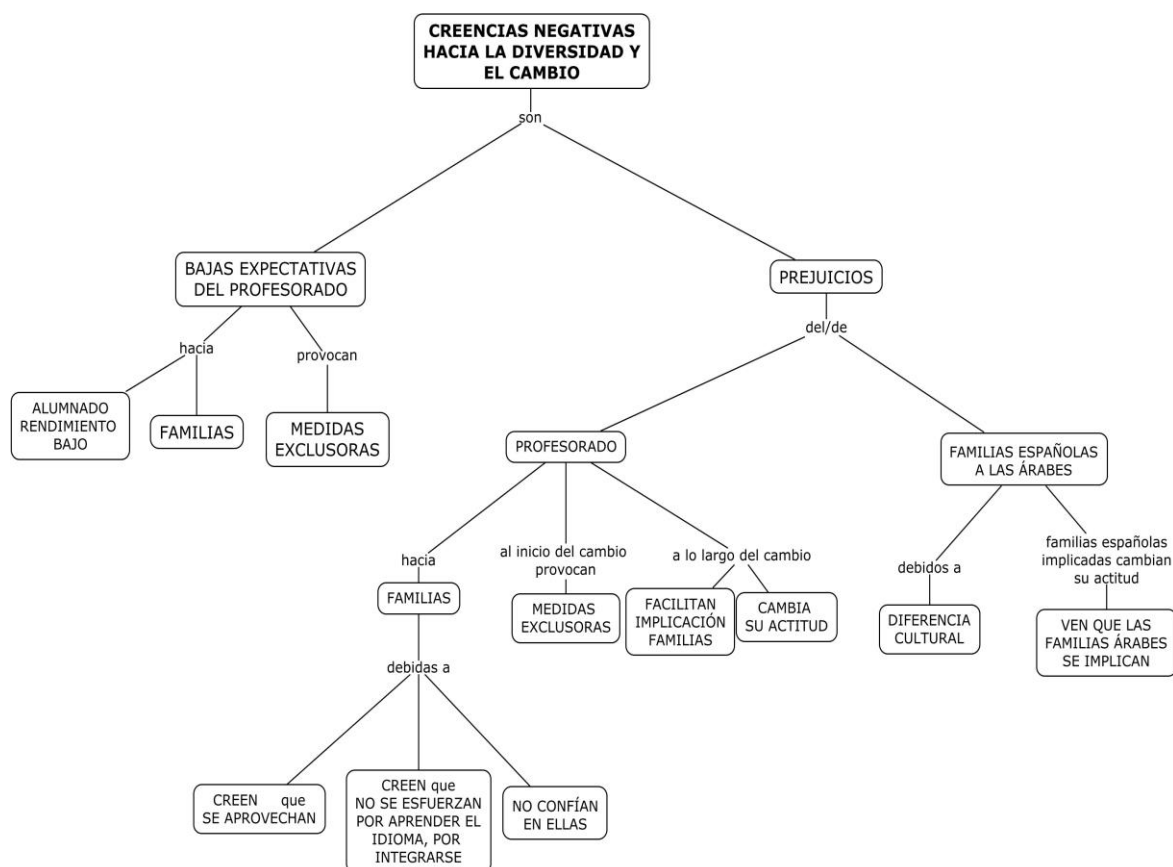 CREENCIAS NEGATIVAS
HACIA LA DIVERSIDAD Y
EL CAMBIO
son
BAJAS EXPECTATIVAS
DEL PROFESORADO
PREJUICIOS
hacia
provocan
del/de
ALUMNADO
RENDIMIENTO
BAJO
FAMILIAS
MEDIDAS
EXCLUSORAS
PROFESORADO
FAMILIAS ESPAÑOLAS
A LAS ÁRABES
hacia
al inicio del cambio
provocan
a lo largo del cambio
debidos a
familias españolas
implicadas cambian
su actitud
FAMILIAS
MEDIDAS
EXCLUSORAS
FACILITAN
IMPLICACIÓN
FAMILIAS
CAMBIA
SU ACTITUD
DIFERENCIA
CULTURAL
VEN QUE LAS
FAMILIAS ÁRABES
SE IMPLICAN
debidas a
CREEN que
SE APROVECHAN
CREEN que
NO SE ESFUERZAN
POR APRENDER EL
IDIOMA, POR
INTEGRARSE
NO CONFÍAN
EN ELLAS